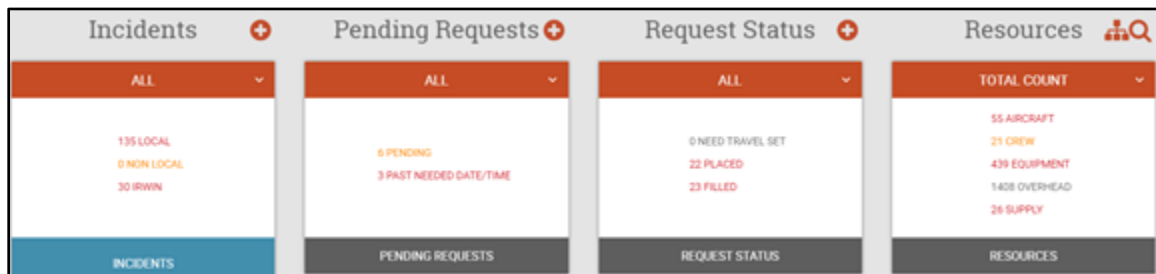 Incidents
ALL
135 LOCAL
0 NON LOCAL
30 IRWIN
INCIDENTS
Pending Requests
ALL
6 PENDING
3 PAST NEEDED DATE/TIME
PENDING REQUESTS
Request Status
ALL
0 NEED TRAVEL SET
22 PLACED
23 FILLED
REQUEST STATUS
Resources
TOTAL COUNT
55 AIRCRAFT
21 CREW
439 EQUIPMENT
1408 OVERHEAD
26 SUPPLY
RESOURCES